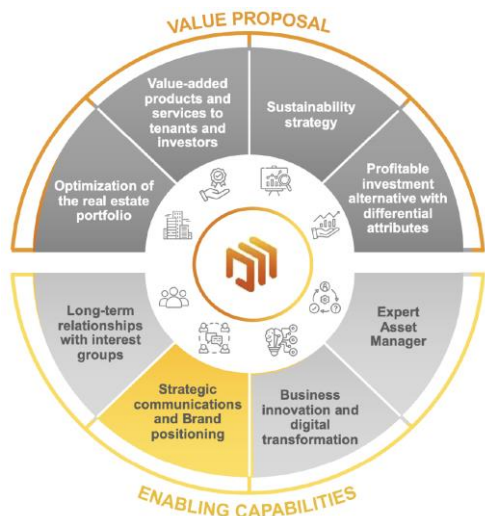 VALUE PROPOSAL
Value-added
products and
services to
tenants and
investors
Sustainability
strategy
Optimization of
the real estate
portfolio
Profitable
investment
alternative with
differential
attributes
Long-term
relationships
with interest
groups
Expert
Asset
Manager
Strategic
communications
and Brand
positioning
Business
innovation and
digital
transformation
ENABLING CAPABILITIES